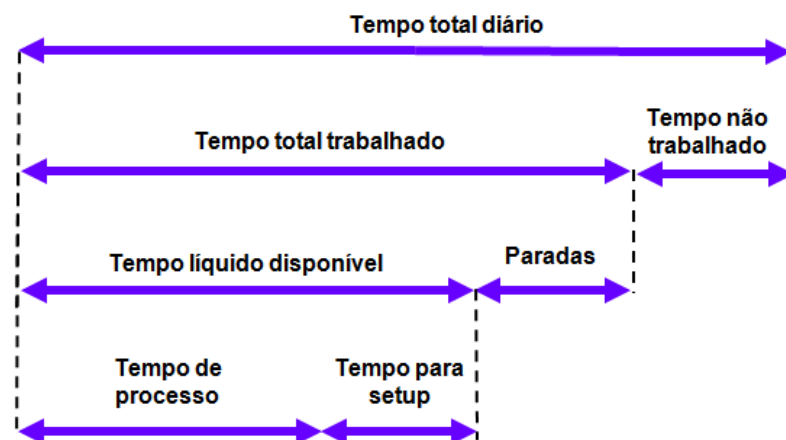 Tempo total diário
Tempo total trabalhado
Tempo não
trabalhado
Tempo líquido disponível
Paradas
Tempo de
processo
Tempo para
setup